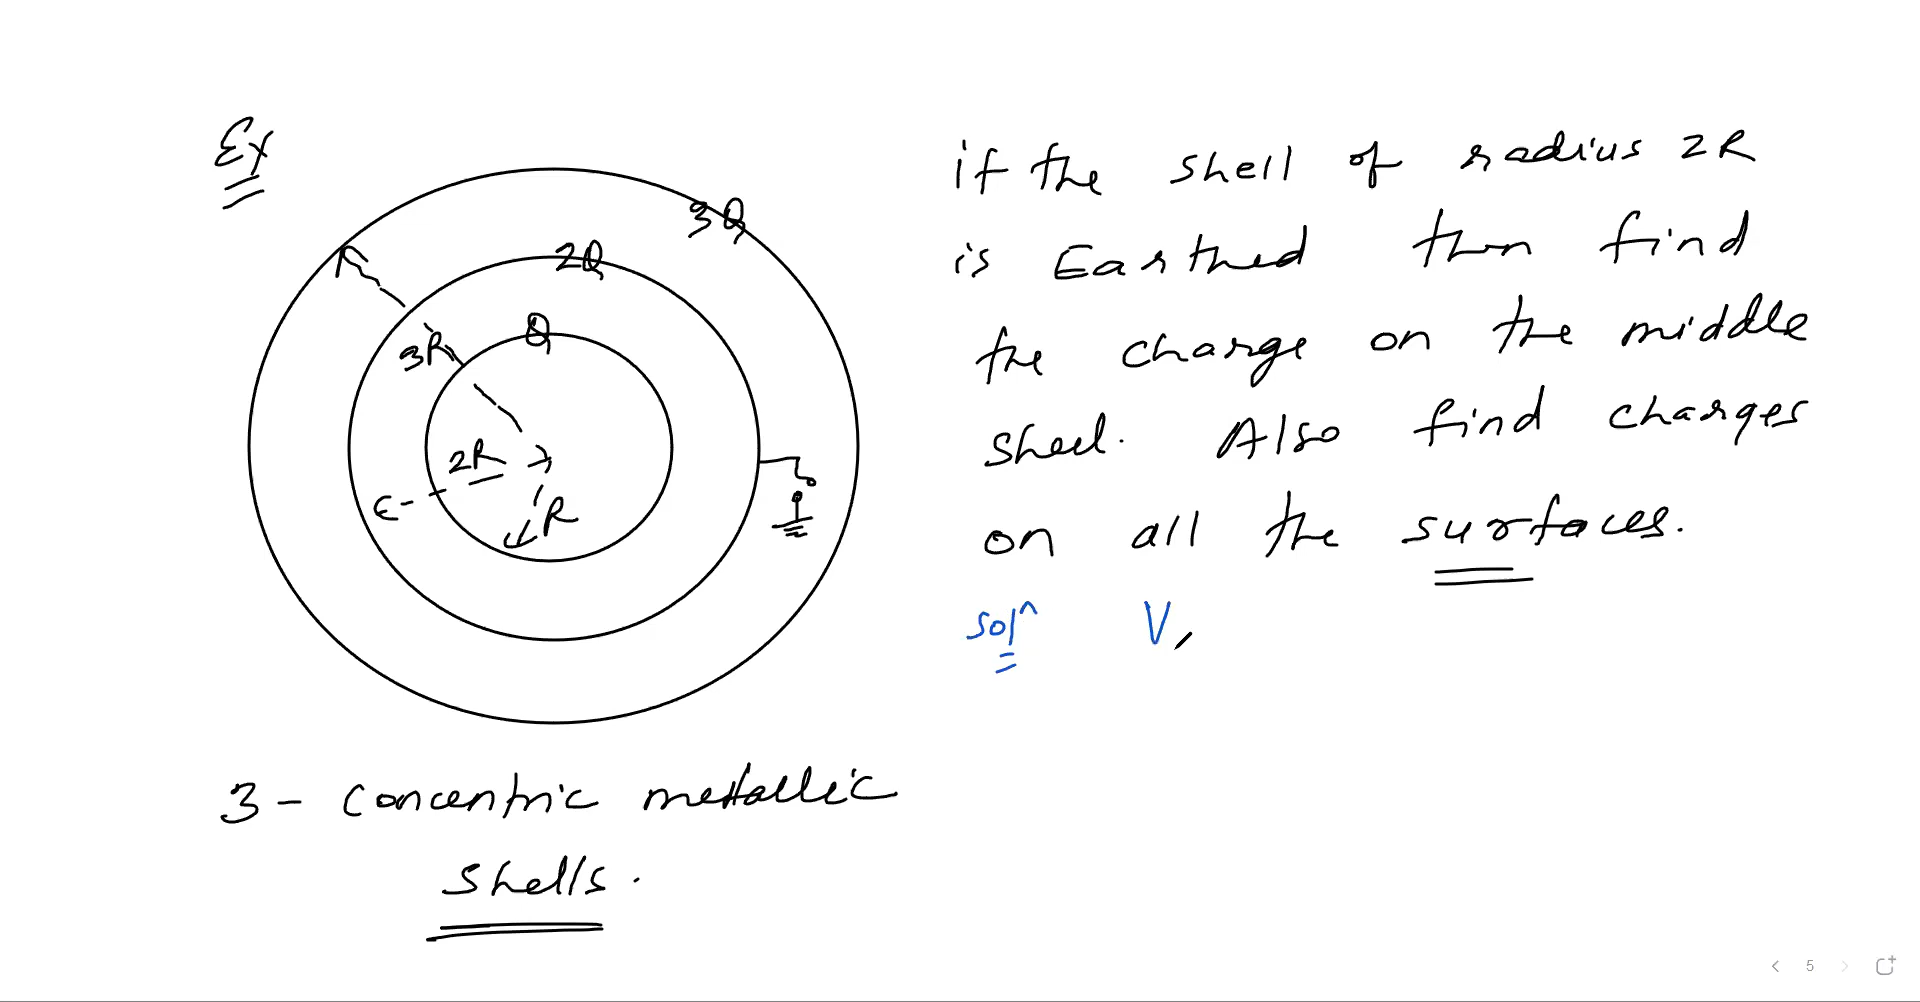 Ex
3Q
2Q
Q
3R
2R
R
3 - concentric metallic
shells.
if the shell of radius 2R
is Earthed then find
the charge on the middle
shell. Also find charges
on all the surfaces.
solⁿ V
5